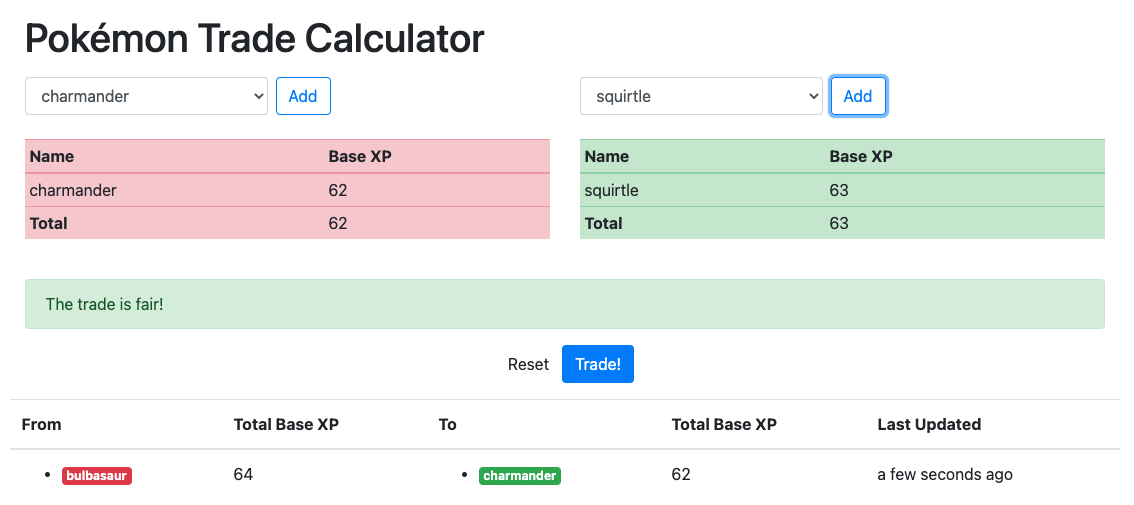 Pokémon Trade Calculator
charmander Add squirtle Add
Name Base XP Name Base XP
charmander 62 squirtle 63
Total 62 Total 63
The trade is fair!
Reset Trade!
From Total Base XP To Total Base XP Last Updated
bulbasaur 64 charmander 62 a few seconds ago